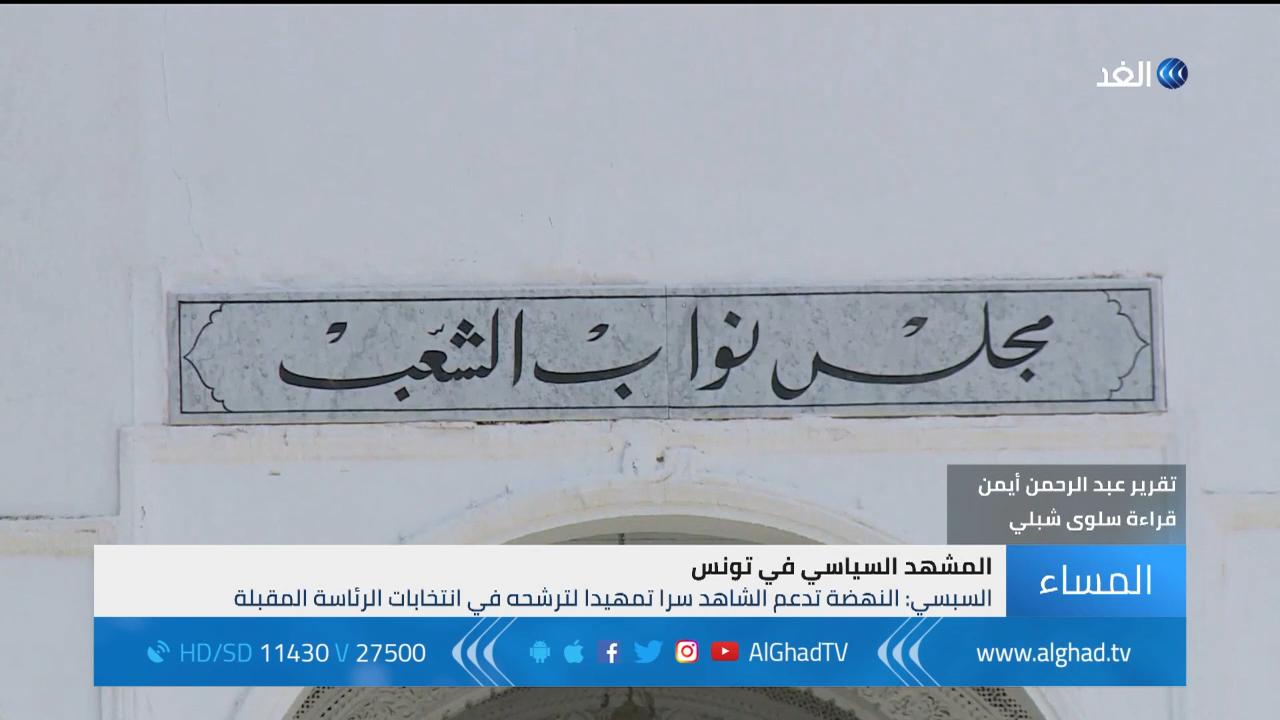 الغد
مجلس نواب الشعب
تقرير عبد الرحمن أيمن
قراءة سلوى شبلي
المساء
المشهد السياسي في تونس
السبسي: النهضة تدعم الشاهد سرا تمهيدا لترشحه في انتخابات الرئاسة المقبلة
HD/SD 11430 V 27500
AlGhadTV
www.alghad.tv